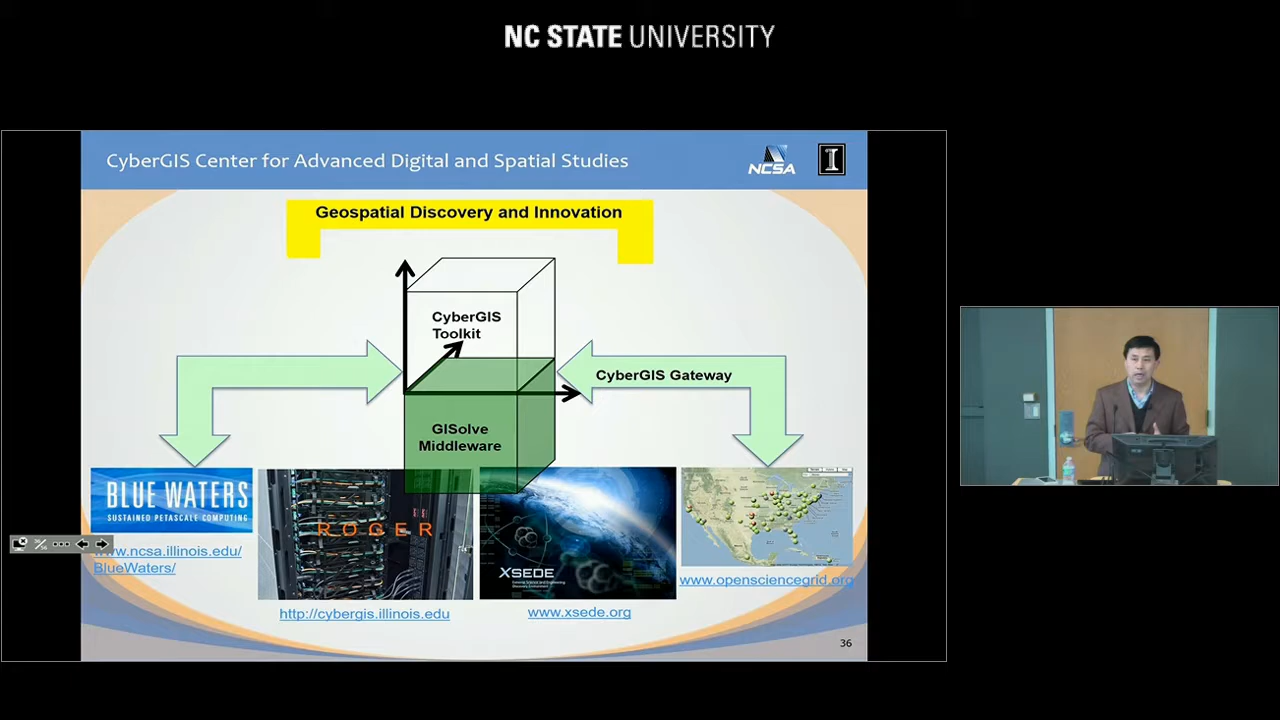 NC STATE UNIVERSITY
CyberGIS Center for Advanced Digital and Spatial Studies
NCSA
I
Geospatial Discovery and Innovation
CyberGIS
Toolkit
CyberGIS Gateway
GISolve
Middleware
BLUE WATERS
SUSTAINED PETASCALE COMPUTING
ROGER
XSEDE
www.ncsa.illinois.edu/
BlueWaters/
http://cybergis.illinois.edu
www.xsede.org
www.opensciencegrid.org
36